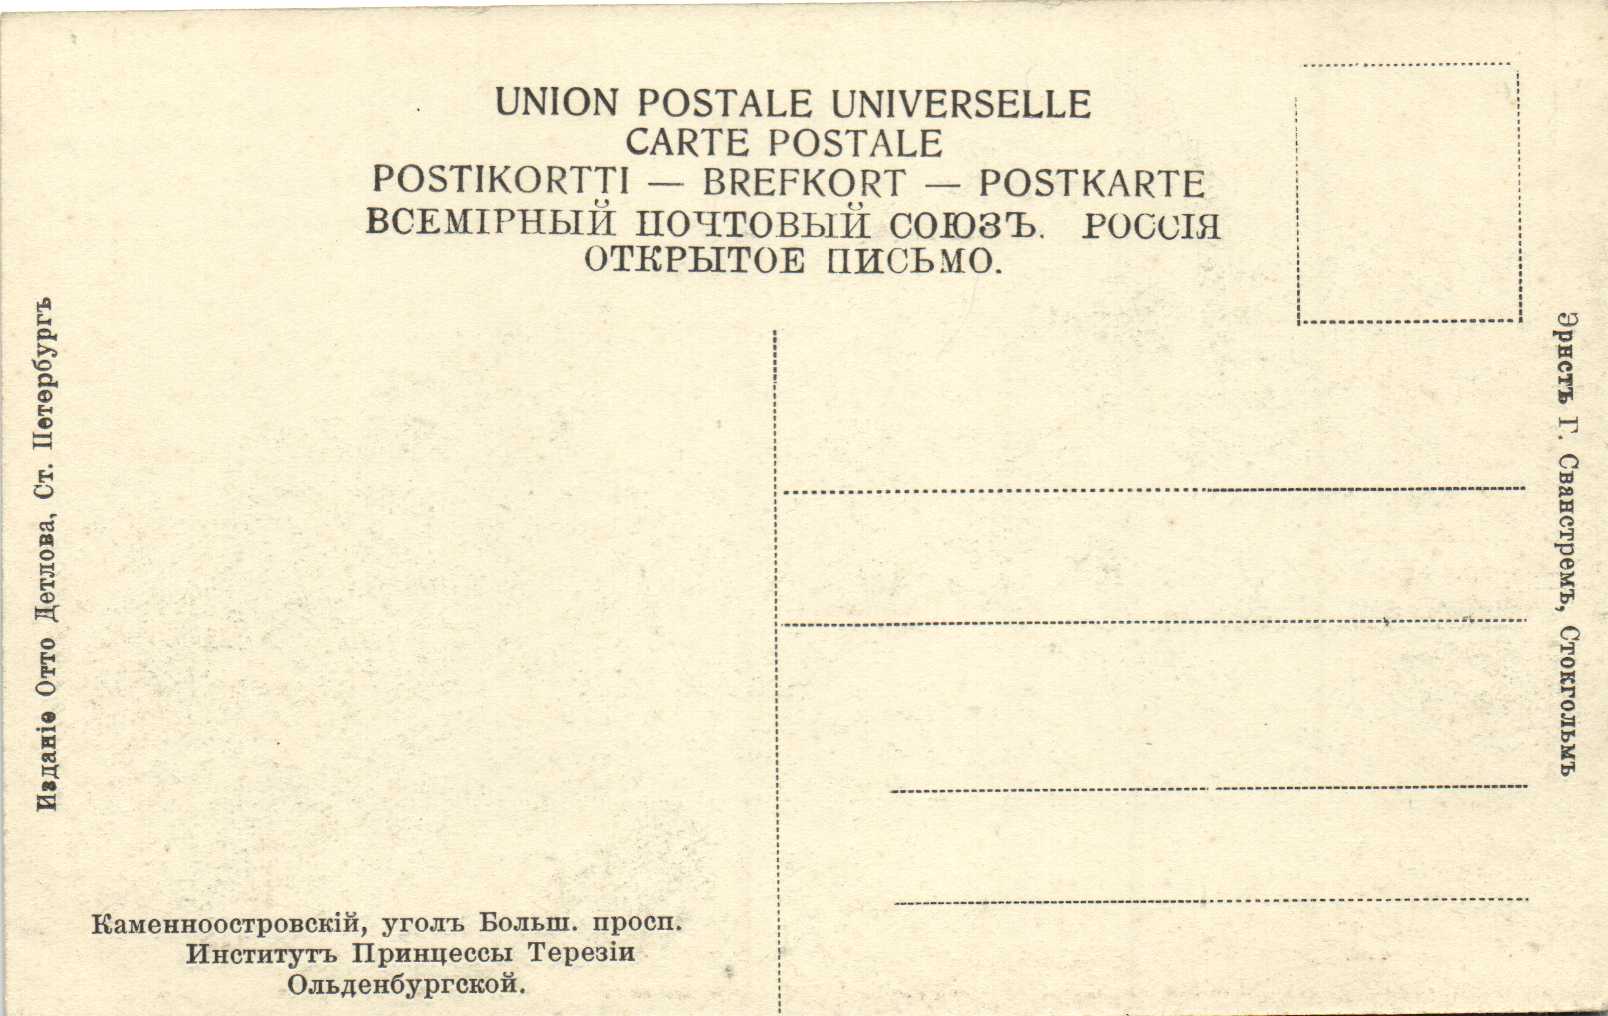 UNION POSTALE UNIVERSELLE
CARTE POSTALE
POSTIKORTTI — BREFKORT — POSTKARTE
ВСЕМІРНЫЙ ПОЧТОВЫЙ СОЮЗЪ. РОССІЯ
ОТКРЫТОЕ ПИСЬМО.
Изданіе Отто Детлова, Ст. Петербургъ
Эрнстъ Г. Сванстремъ, Стокгольмъ
Каменноостровскій, уголъ Больш. просп.
Институтъ Принцессы Терезіи
Ольденбургской.